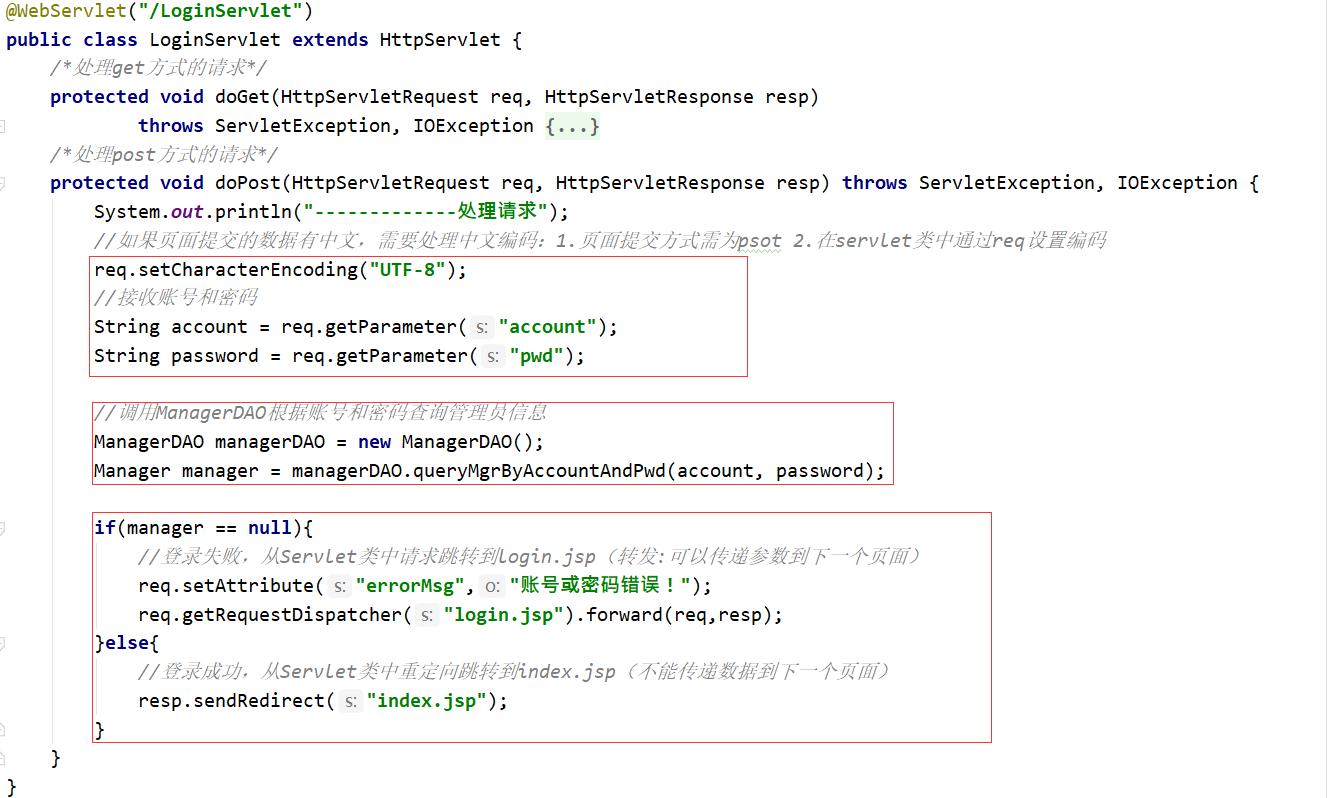 @WebServlet("/LoginServlet")
public class LoginServlet extends HttpServlet {
/*处理get方式的请求*/
protected void doGet(HttpServletRequest req, HttpServletResponse resp)
throws ServletException, IOException {...}
/*处理post方式的请求*/
protected void doPost(HttpServletRequest req, HttpServletResponse resp) throws ServletException, IOException {
System.out.println("-------------处理请求");
//如果页面提交的数据有中文，需要处理中文编码：1.页面提交方式需为psot 2.在servlet类中通过req设置编码
req.setCharacterEncoding("UTF-8");
//接收账号和密码
String account = req.getParameter( s: "account");
String password = req.getParameter( s: "pwd");
//调用ManagerDAO根据账号和密码查询管理员信息
ManagerDAO managerDAO = new ManagerDAO();
Manager manager = managerDAO.queryMgrByAccountAndPwd(account, password);
if(manager == null){
//登录失败，从Servlet类中请求跳转到login.jsp（转发:可以传递参数到下一个页面）
req.setAttribute( s: "errorMsg", o: "账号或密码错误！");
req.getRequestDispatcher( s: "login.jsp").forward(req,resp);
}else{
//登录成功，从Servlet类中重定向跳转到index.jsp（不能传递数据到下一个页面）
resp.sendRedirect( s: "index.jsp");
}
}
}